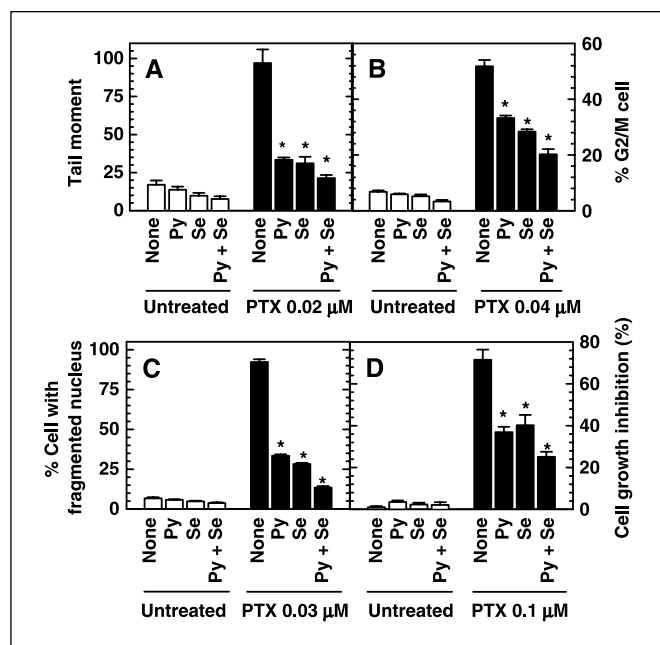 A
B
Tail moment
100
75
50
25
0
* * *
* * *
60
40
20
0
% G2/M cell
None Py Se Py + Se None Py Se Py + Se None Py Se Py + Se None Py Se Py + Se
Untreated PTX 0.02 µM Untreated PTX 0.04 µM
C
D
% Cell with
fragmented nucleus
100
75
50
25
0
* * *
* * *
80
60
40
20
0
Cell growth inhibition (%)
None Py Se Py + Se None Py Se Py + Se None Py Se Py + Se None Py Se Py + Se
Untreated PTX 0.03 µM Untreated PTX 0.1 µM